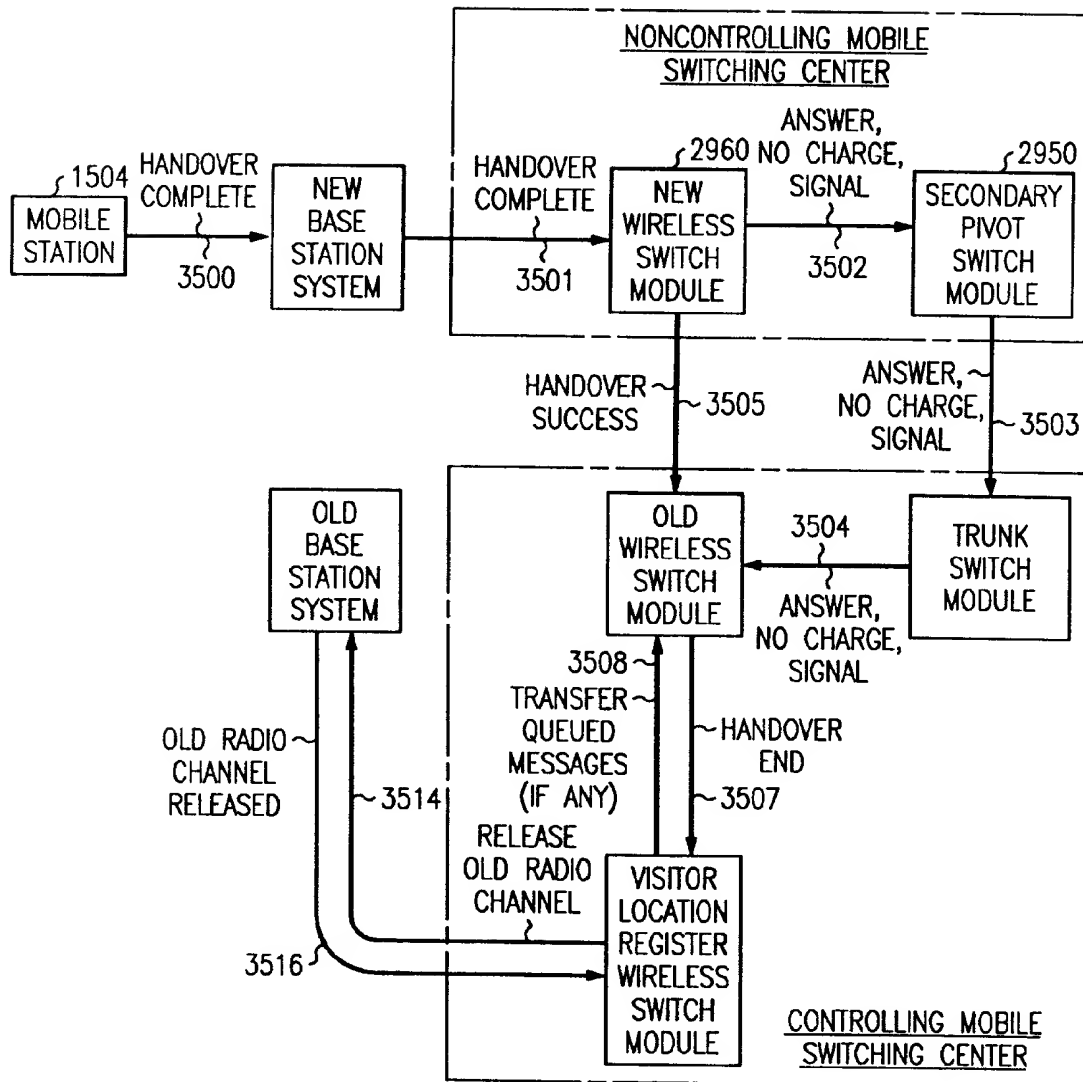 NONCONTROLLING MOBILE
SWITCHING CENTER
1504
MOBILE
STATION
HANDOVER
COMPLETE
3500
NEW
BASE
STATION
SYSTEM
HANDOVER
COMPLETE
3501
2960
NEW
WIRELESS
SWITCH
MODULE
ANSWER,
NO CHARGE,
SIGNAL
3502
2950
SECONDARY
PIVOT
SWITCH
MODULE
HANDOVER
SUCCESS
3505
ANSWER,
NO CHARGE,
SIGNAL
3503
OLD
BASE
STATION
SYSTEM
OLD
WIRELESS
SWITCH
MODULE
3504
ANSWER,
NO CHARGE,
SIGNAL
TRUNK
SWITCH
MODULE
OLD RADIO
CHANNEL
RELEASED
3514
3508
TRANSFER
QUEUED
MESSAGES
(IF ANY)
HANDOVER
END
3507
RELEASE
OLD RADIO
CHANNEL
3516
VISITOR
LOCATION
REGISTER
WIRELESS
SWITCH
MODULE
CONTROLLING MOBILE
SWITCHING CENTER